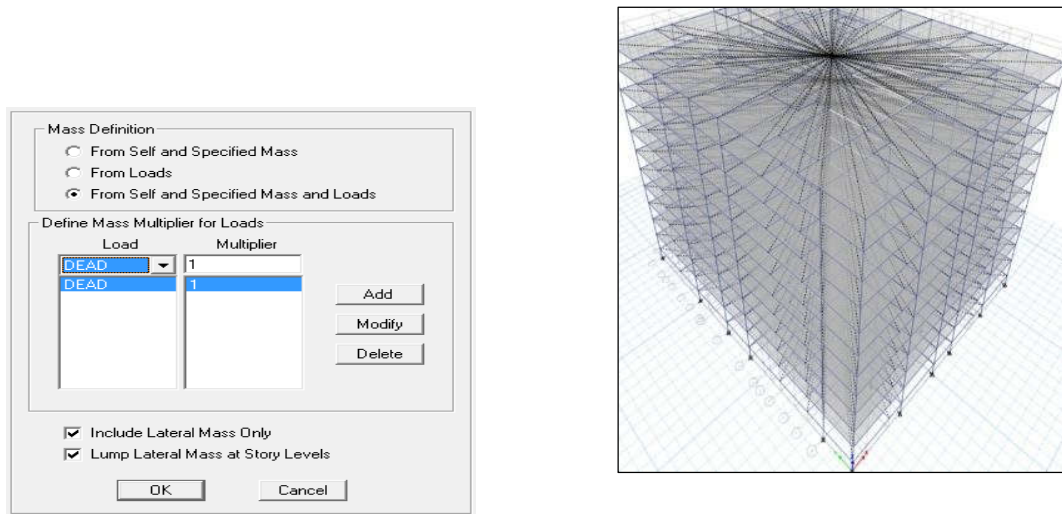 Mass Definition
From Self and Specified Mass
From Loads
From Self and Specified Mass and Loads
Define Mass Multiplier for Loads
Load Multiplier
DEAD 1
DEAD 1
Add
Modify
Delete
Include Lateral Mass Only
Lump Lateral Mass at Story Levels
OK Cancel